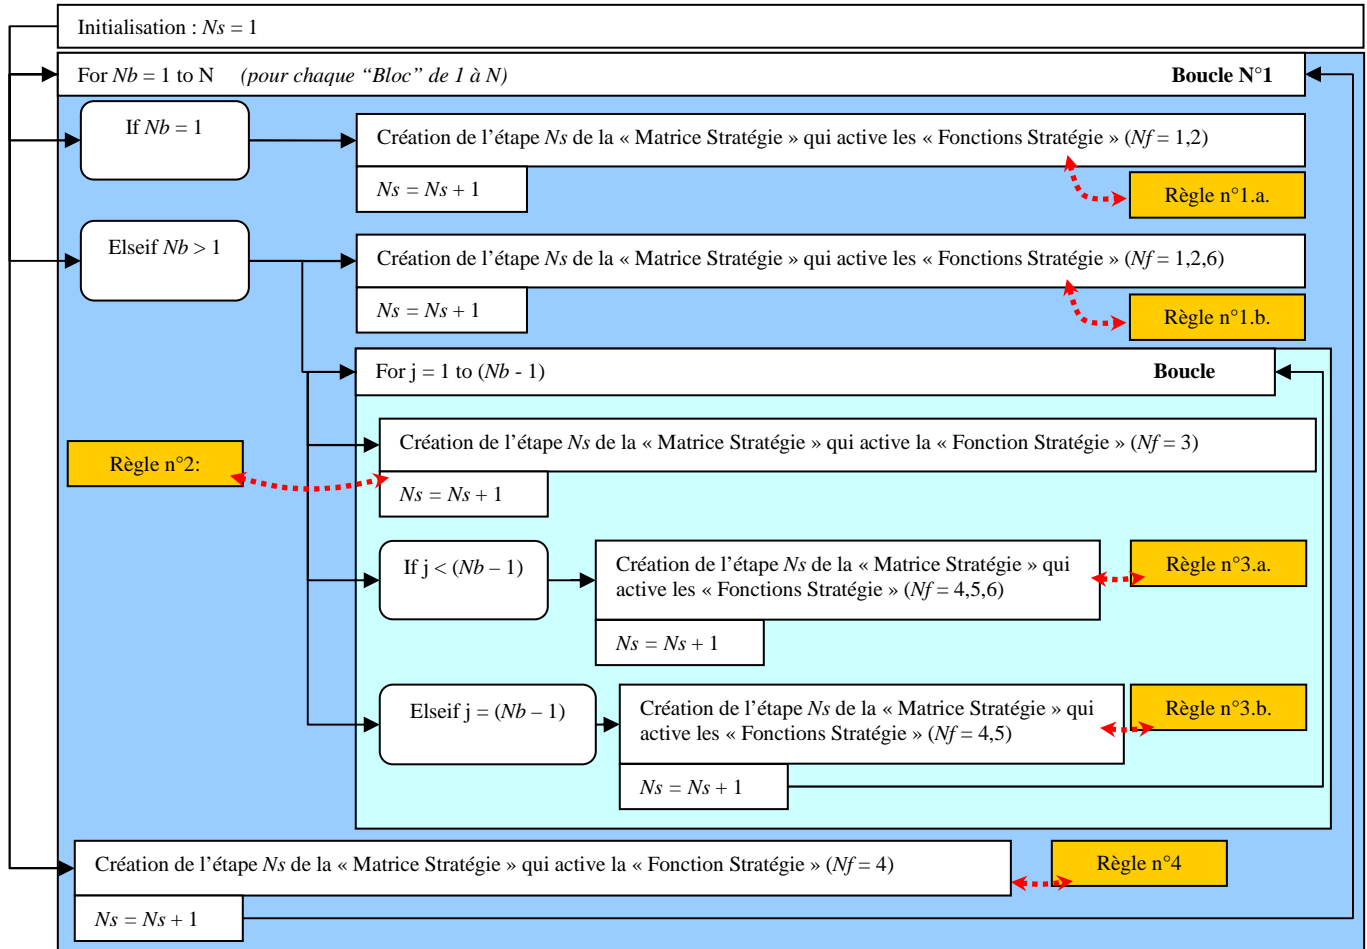 Initialisation : Ns = 1
For Nb = 1 to N (pour chaque “Bloc” de 1 à N) Boucle N°1
If Nb = 1
Création de l’étape Ns de la « Matrice Stratégie » qui active les « Fonctions Stratégie » (Nf = 1,2)
Ns = Ns + 1
Règle n°1.a.
Elseif Nb > 1
Création de l’étape Ns de la « Matrice Stratégie » qui active les « Fonctions Stratégie » (Nf = 1,2,6)
Ns = Ns + 1
Règle n°1.b.
For j = 1 to (Nb - 1) Boucle
Création de l’étape Ns de la « Matrice Stratégie » qui active la « Fonction Stratégie » (Nf = 3)
Règle n°2:
Ns = Ns + 1
If j < (Nb – 1)
Création de l’étape Ns de la « Matrice Stratégie » qui
active les « Fonctions Stratégie » (Nf = 4,5,6)
Règle n°3.a.
Ns = Ns + 1
Elseif j = (Nb – 1)
Création de l’étape Ns de la « Matrice Stratégie » qui
active les « Fonctions Stratégie » (Nf = 4,5)
Règle n°3.b.
Ns = Ns + 1
Création de l’étape Ns de la « Matrice Stratégie » qui active la « Fonction Stratégie » (Nf = 4)
Règle n°4
Ns = Ns + 1